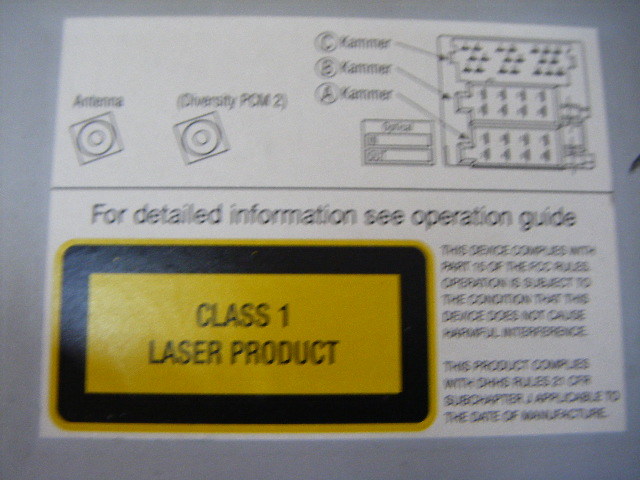 Ⓒ Kammer
Ⓑ Kammer
Ⓐ Kammer
Antenna
(Diversity PCM 2)
Optical
IN
OUT
For detailed information see operation guide
CLASS 1
LASER PRODUCT
THIS DEVICE COMPLIES WITH
PART 15 OF THE FCC RULES.
OPERATION IS SUBJECT TO
THE CONDITION THAT THIS
DEVICE DOES NOT CAUSE
HARMFUL INTERFERENCE.
THIS PRODUCT COMPLIES
WITH DHHS RULES 21 CFR
SUBCHAPTER J APPLICABLE TO
THE DATE OF MANUFACTURE.